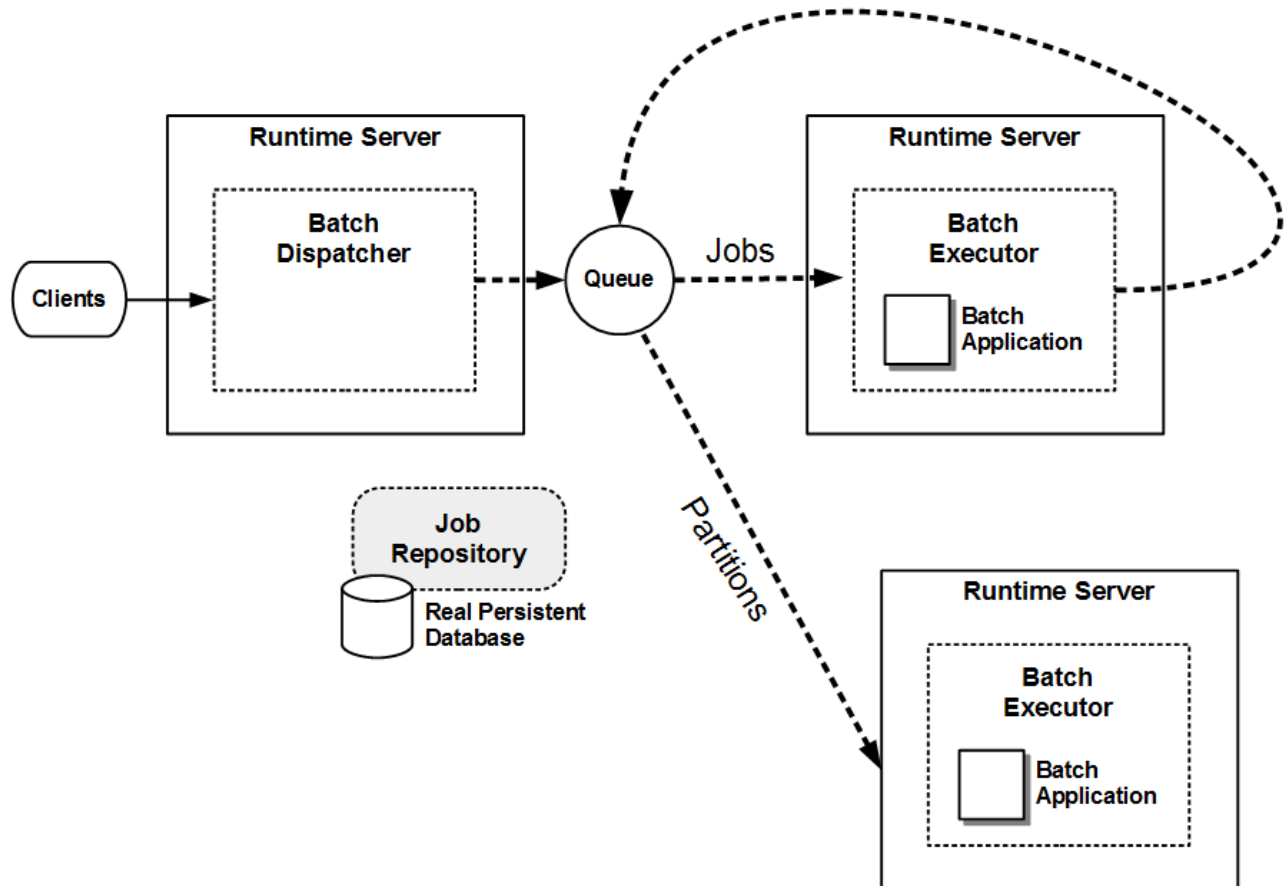 Runtime Server
Batch
Dispatcher
Clients
Queue
Jobs
Runtime Server
Batch
Executor
Batch
Application
Job
Repository
Real Persistent
Database
Partitions
Runtime Server
Batch
Executor
Batch
Application